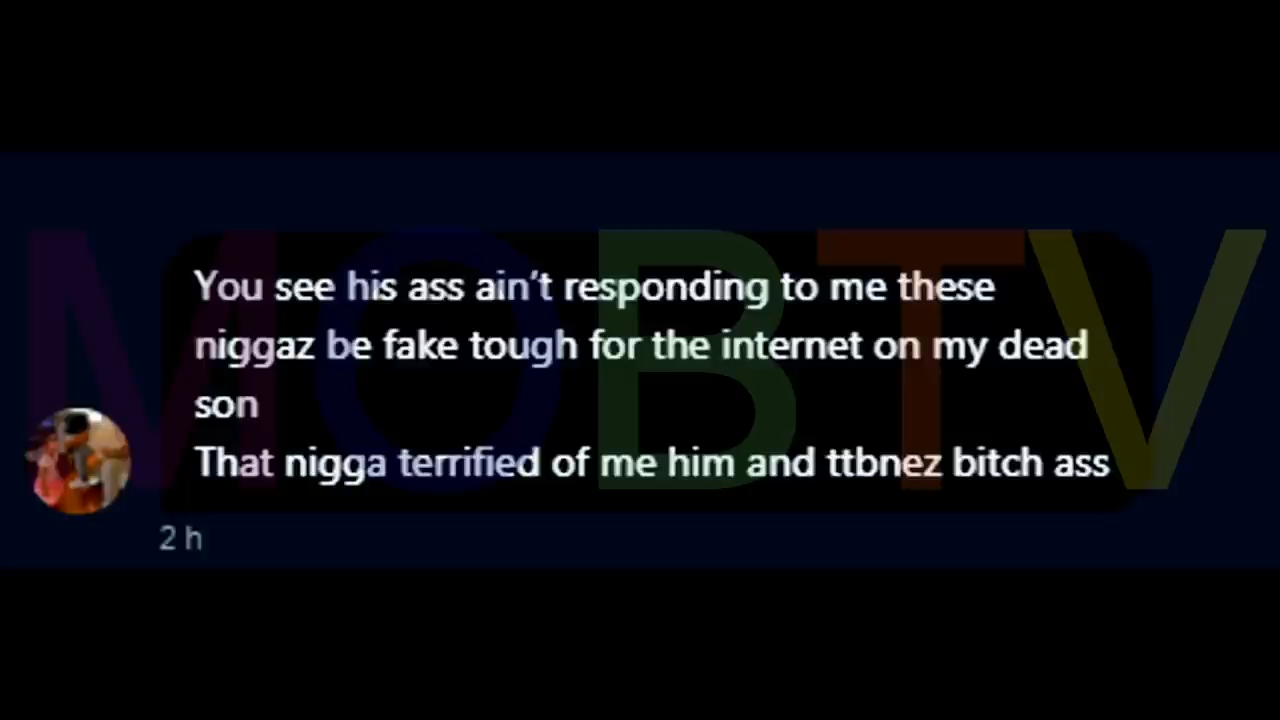 MOBTV
You see his ass ain’t responding to me these
niggaz be fake tough for the internet on my dead
son
That nigga terrified of me him and ttbnez bitch ass
2 h